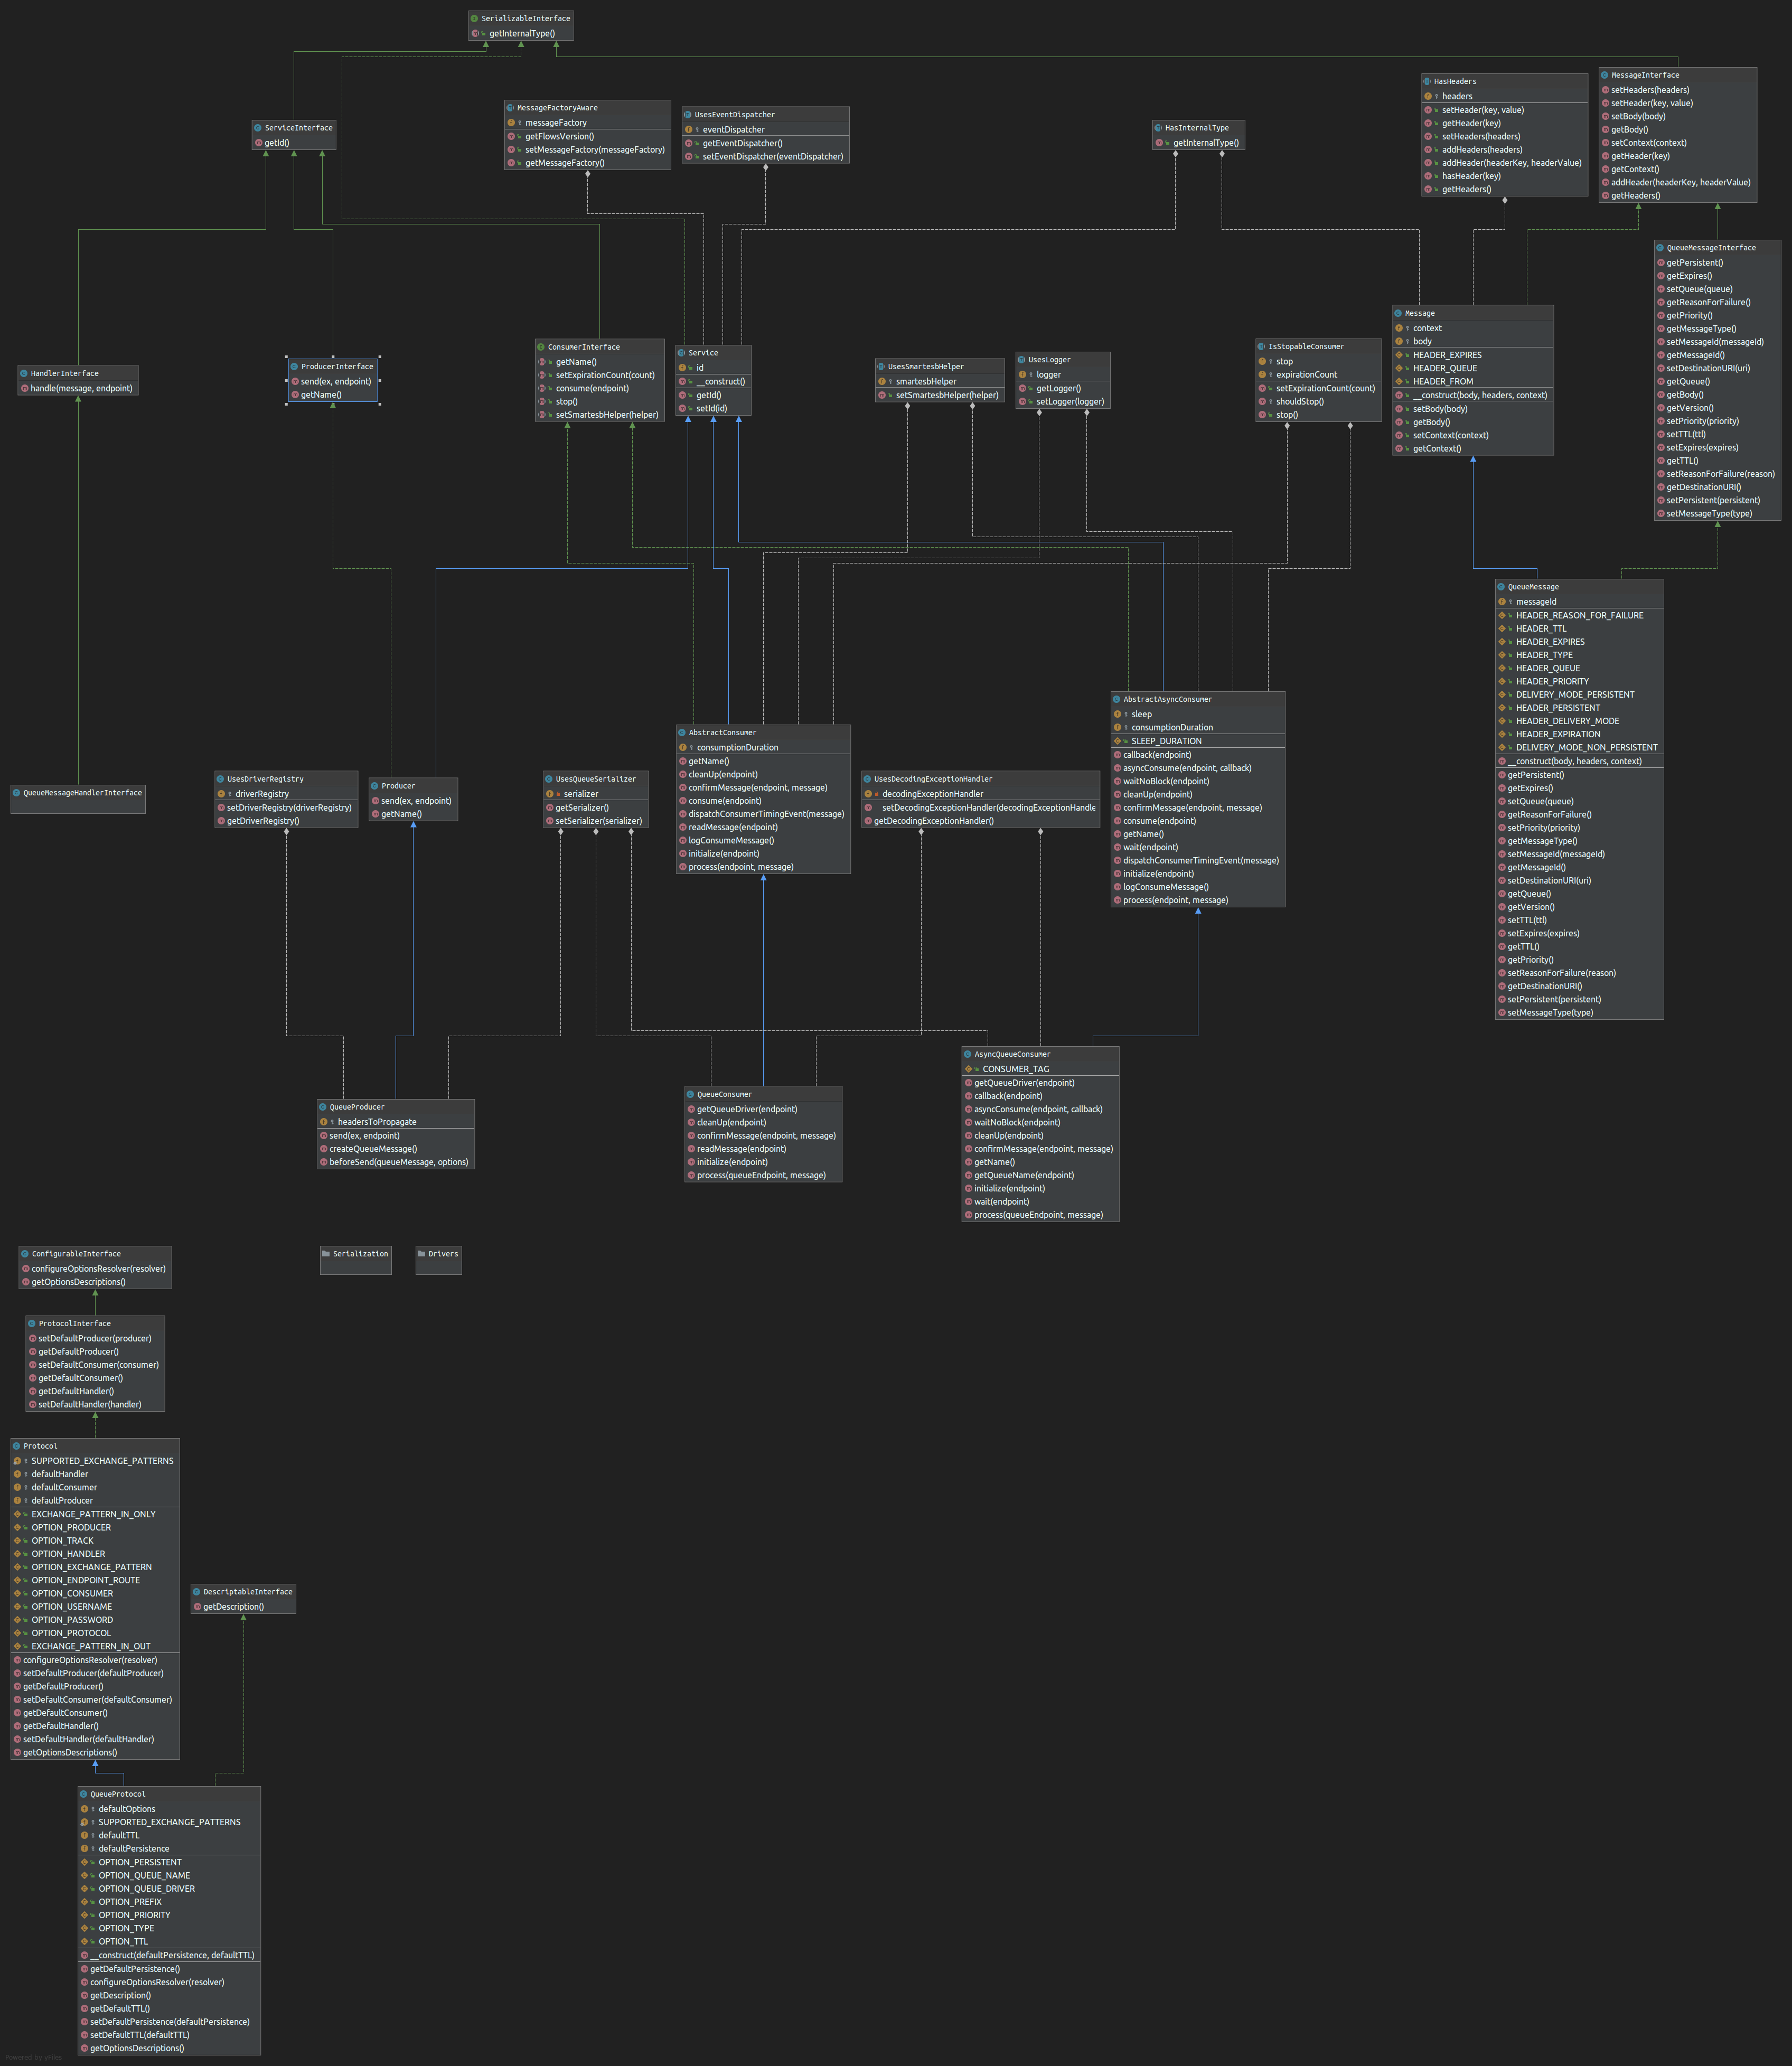 SerializableInterface
getInternalType()
ServiceInterface
getId()
MessageFactoryAware
messageFactory
getFlowsVersion()
setMessageFactory(messageFactory)
getMessageFactory()
UsesEventDispatcher
eventDispatcher
getEventDispatcher()
setEventDispatcher(eventDispatcher)
HasInternalType
getInternalType()
HasHeaders
headers
setHeader(key, value)
getHeader(key)
setHeaders(headers)
addHeaders(headers)
addHeader(headerKey, headerValue)
hasHeader(key)
getHeaders()
MessageInterface
setHeaders(headers)
setHeader(key, value)
setBody(body)
getBody()
setContext(context)
getHeader(key)
getContext()
addHeader(headerKey, headerValue)
getHeaders()
QueueMessageInterface
getPersistent()
getExpires()
setQueue(queue)
getReasonForFailure()
getPriority()
getMessageType()
setMessageId(messageId)
getMessageId()
setDestinationURI(uri)
getQueue()
getBody()
getVersion()
setPriority(priority)
setTTL(ttl)
setExpires(expires)
getTTL()
setReasonForFailure(reason)
getDestinationURI()
setPersistent(persistent)
setMessageType(type)
HandlerInterface
handle(message, endpoint)
ProducerInterface
send(ex, endpoint)
getName()
ConsumerInterface
getName()
setExpirationCount(count)
consume(endpoint)
stop()
setSmartesbHelper(helper)
Service
id
__construct()
getId()
setId(id)
UsesSmartesbHelper
smartesbHelper
setSmartesbHelper(helper)
UsesLogger
logger
getLogger()
setLogger(logger)
IsStopableConsumer
stop
expirationCount
setExpirationCount(count)
shouldStop()
stop()
Message
context
body
HEADER_EXPIRES
HEADER_QUEUE
HEADER_FROM
__construct(body, headers, context)
setBody(body)
getBody()
setContext(context)
getContext()
QueueMessage
messageId
HEADER_REASON_FOR_FAILURE
HEADER_TTL
HEADER_EXPIRES
HEADER_TYPE
HEADER_QUEUE
HEADER_PRIORITY
DELIVERY_MODE_PERSISTENT
HEADER_PERSISTENT
HEADER_DELIVERY_MODE
HEADER_EXPIRATION
DELIVERY_MODE_NON_PERSISTENT
__construct(body, headers, context)
getPersistent()
getExpires()
setQueue(queue)
getReasonForFailure()
setPriority(priority)
getMessageType()
setMessageId(messageId)
getMessageId()
setDestinationURI(uri)
getQueue()
getVersion()
setTTL(ttl)
setExpires(expires)
getTTL()
getPriority()
setReasonForFailure(reason)
getDestinationURI()
setPersistent(persistent)
setMessageType(type)
QueueMessageHandlerInterface
UsesDriverRegistry
driverRegistry
setDriverRegistry(driverRegistry)
getDriverRegistry()
Producer
send(ex, endpoint)
getName()
UsesQueueSerializer
serializer
getSerializer()
setSerializer(serializer)
AbstractConsumer
consumptionDuration
getName()
cleanUp(endpoint)
confirmMessage(endpoint, message)
consume(endpoint)
dispatchConsumerTimingEvent(message)
readMessage(endpoint)
logConsumeMessage()
initialize(endpoint)
process(endpoint, message)
UsesDecodingExceptionHandler
decodingExceptionHandler
setDecodingExceptionHandler(decodingExceptionHandle
getDecodingExceptionHandler()
AbstractAsyncConsumer
sleep
consumptionDuration
SLEEP_DURATION
callback(endpoint)
asyncConsume(endpoint, callback)
waitNoBlock(endpoint)
cleanUp(endpoint)
confirmMessage(endpoint, message)
consume(endpoint)
getName()
wait(endpoint)
dispatchConsumerTimingEvent(message)
initialize(endpoint)
logConsumeMessage()
process(endpoint, message)
QueueProducer
headersToPropagate
send(ex, endpoint)
createQueueMessage()
beforeSend(queueMessage, options)
QueueConsumer
getQueueDriver(endpoint)
cleanUp(endpoint)
confirmMessage(endpoint, message)
readMessage(endpoint)
initialize(endpoint)
process(queueEndpoint, message)
AsyncQueueConsumer
CONSUMER_TAG
getQueueDriver(endpoint)
callback(endpoint)
asyncConsume(endpoint, callback)
waitNoBlock(endpoint)
cleanUp(endpoint)
confirmMessage(endpoint, message)
getName()
getQueueName(endpoint)
initialize(endpoint)
wait(endpoint)
process(queueEndpoint, message)
ConfigurableInterface
configureOptionsResolver(resolver)
getOptionsDescriptions()
Serialization
Drivers
ProtocolInterface
setDefaultProducer(producer)
getDefaultProducer()
setDefaultConsumer(consumer)
getDefaultConsumer()
getDefaultHandler()
setDefaultHandler(handler)
Protocol
SUPPORTED_EXCHANGE_PATTERNS
defaultHandler
defaultConsumer
defaultProducer
EXCHANGE_PATTERN_IN_ONLY
OPTION_PRODUCER
OPTION_TRACK
OPTION_HANDLER
OPTION_EXCHANGE_PATTERN
OPTION_ENDPOINT_ROUTE
OPTION_CONSUMER
OPTION_USERNAME
OPTION_PASSWORD
OPTION_PROTOCOL
EXCHANGE_PATTERN_IN_OUT
configureOptionsResolver(resolver)
setDefaultProducer(defaultProducer)
getDefaultProducer()
setDefaultConsumer(defaultConsumer)
getDefaultConsumer()
getDefaultHandler()
setDefaultHandler(defaultHandler)
getOptionsDescriptions()
DescriptableInterface
getDescription()
QueueProtocol
defaultOptions
SUPPORTED_EXCHANGE_PATTERNS
defaultTTL
defaultPersistence
OPTION_PERSISTENT
OPTION_QUEUE_NAME
OPTION_QUEUE_DRIVER
OPTION_PREFIX
OPTION_PRIORITY
OPTION_TYPE
OPTION_TTL
__construct(defaultPersistence, defaultTTL)
getDefaultPersistence()
configureOptionsResolver(resolver)
getDescription()
getDefaultTTL()
setDefaultPersistence(defaultPersistence)
setDefaultTTL(defaultTTL)
getOptionsDescriptions()
Powered by yFiles